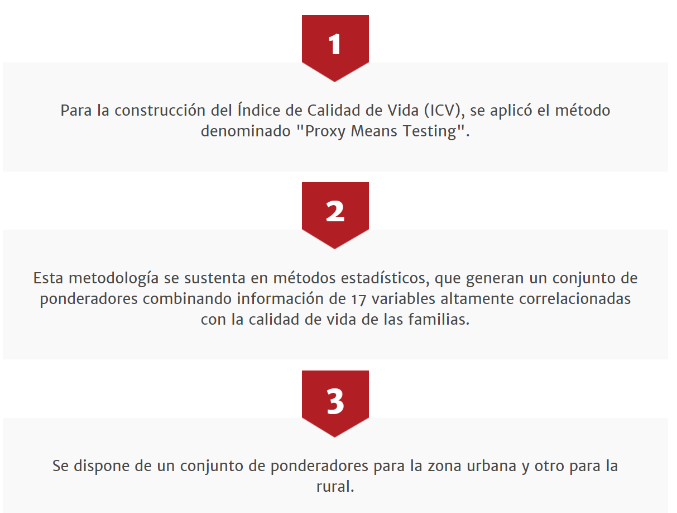 1
Para la construcción del Índice de Calidad de Vida (ICV), se aplicó el método
denominado "Proxy Means Testing".
2
Esta metodología se sustenta en métodos estadísticos, que generan un conjunto de
ponderadores combinando información de 17 variables altamente correlacionadas
con la calidad de vida de las familias.
3
Se dispone de un conjunto de ponderadores para la zona urbana y otro para la
rural.